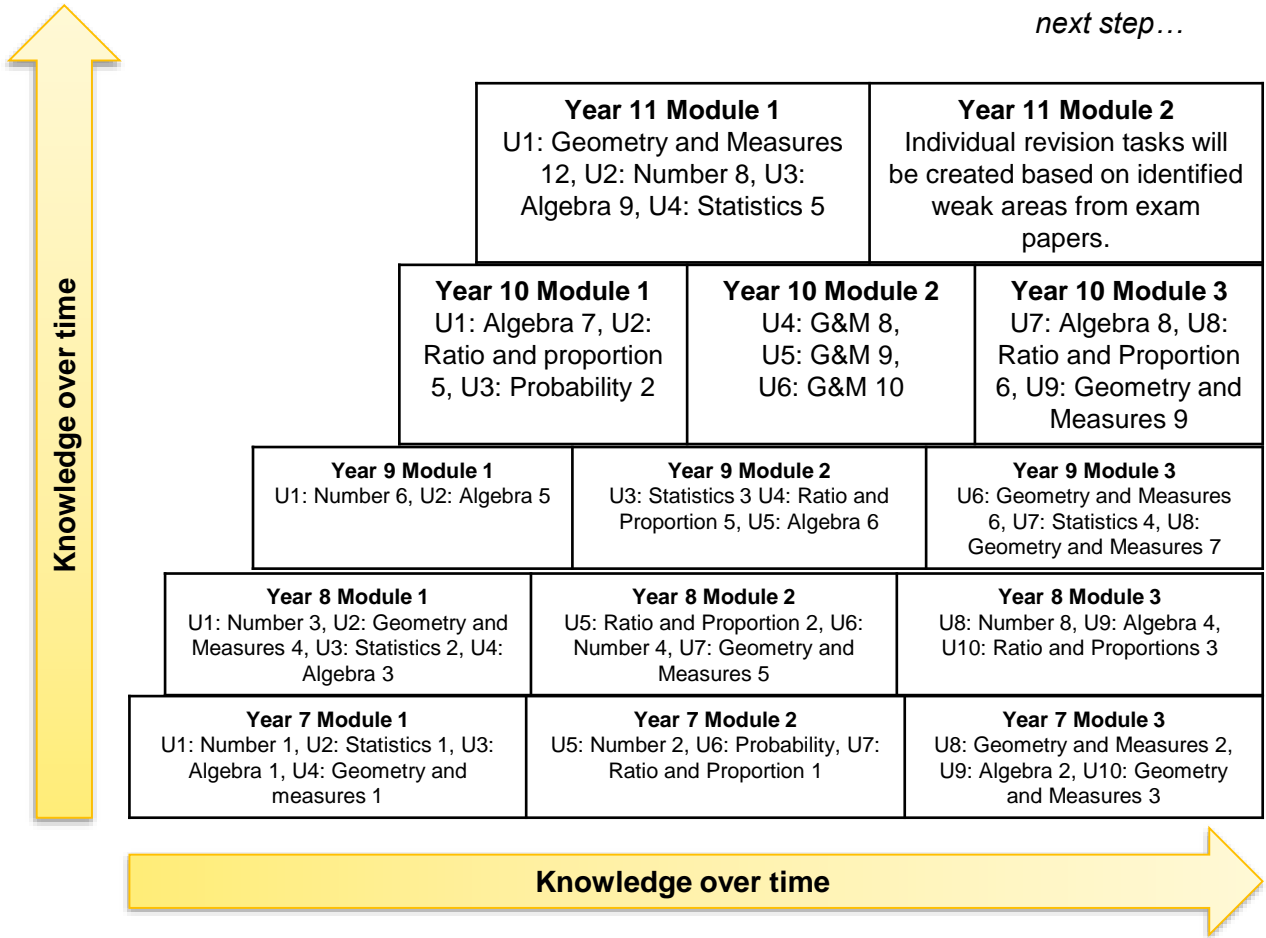 next step…
Year 11 Module 1
U1: Geometry and Measures
12, U2: Number 8, U3:
Algebra 9, U4: Statistics 5
Year 11 Module 2
Individual revision tasks will
be created based on identified
weak areas from exam
papers.
Year 10 Module 1
U1: Algebra 7, U2:
Ratio and proportion
5, U3: Probability 2
Year 10 Module 2
U4: G&M 8,
U5: G&M 9,
U6: G&M 10
Year 10 Module 3
U7: Algebra 8, U8:
Ratio and Proportion
6, U9: Geometry and
Measures 9
Year 9 Module 1
U1: Number 6, U2: Algebra 5
Year 9 Module 2
U3: Statistics 3 U4: Ratio and
Proportion 5, U5: Algebra 6
Year 9 Module 3
U6: Geometry and Measures
6, U7: Statistics 4, U8:
Geometry and Measures 7
Year 8 Module 1
U1: Number 3, U2: Geometry and
Measures 4, U3: Statistics 2, U4:
Algebra 3
Year 8 Module 2
U5: Ratio and Proportion 2, U6:
Number 4, U7: Geometry and
Measures 5
Year 8 Module 3
U8: Number 8, U9: Algebra 4,
U10: Ratio and Proportions 3
Year 7 Module 1
U1: Number 1, U2: Statistics 1, U3:
Algebra 1, U4: Geometry and
measures 1
Year 7 Module 2
U5: Number 2, U6: Probability, U7:
Ratio and Proportion 1
Year 7 Module 3
U8: Geometry and Measures 2,
U9: Algebra 2, U10: Geometry
and Measures 3
Knowledge over time
Knowledge over time